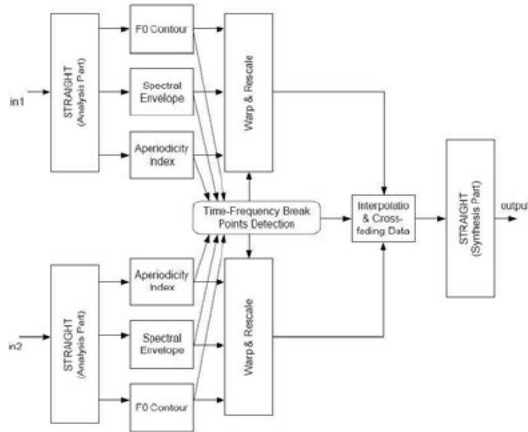 F0 Contour
in1
STRAIGHT
(Analysis Part)
Spectral
Envelope
Aperiodicity
Index
Warp & Rescale
Time-Frequency Break
Points Detection
Interpolatio
& Cross-
fading Data
STRAIGHT
(Synthesis Part)
output
Aperiodicity
Index
in2
STRAIGHT
(Analysis Part)
Spectral
Envelope
F0 Contour
Warp & Rescale